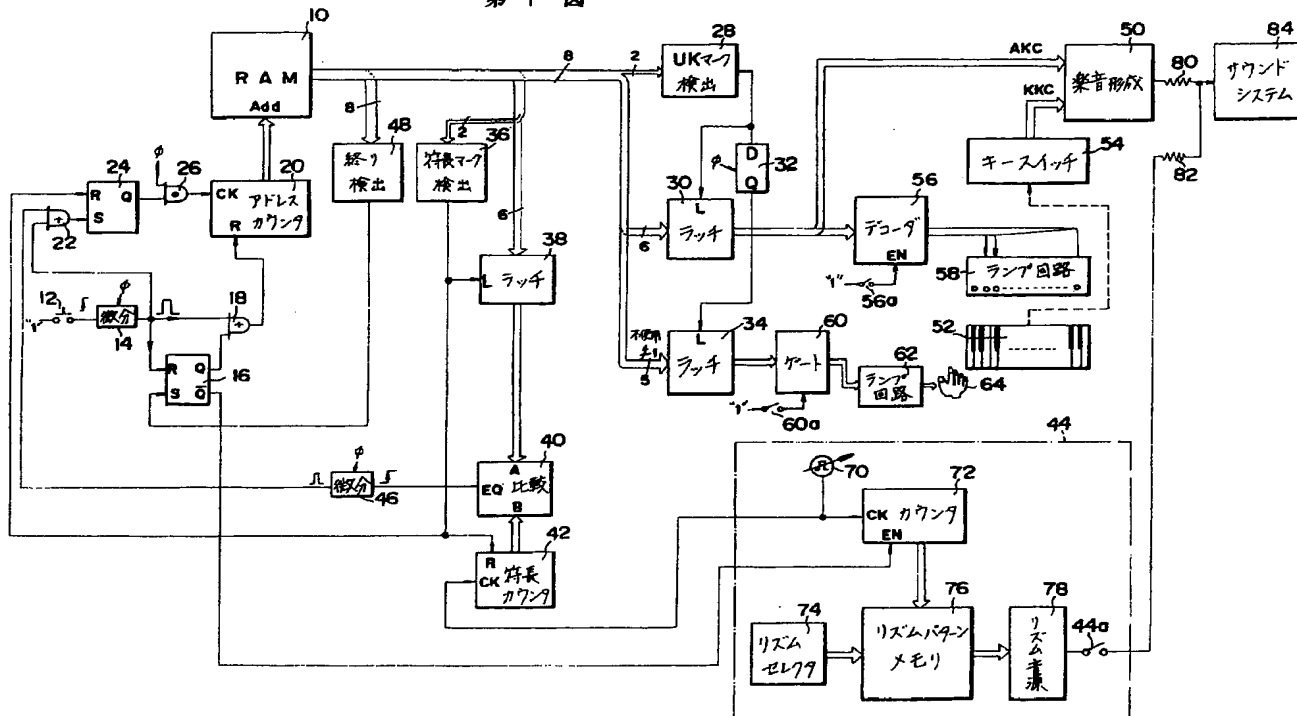 第 1 図
10
RAM
Add
8
48
終り
検出
2
36
符長マーク
検出
6
8
2
28
UKマーク
検出
AKC
KKC
50
楽音形成
80
84
サウンド
システム
82
54
キースイッチ
D
Q
φ
32
30
L
ラッチ
6
56
デコーダ
EN
"1"
56a
58
ランプ回路
52
24
R
Q
S
φ
26
22
20
CK
アドレス
カウンタ
R
12
"1"
φ
微分
14
18
R
Q
S
Q
16
38
L
ラッチ
5
34
L
ラッチ
60
ゲート
"1"
60a
62
ランプ
回路
64
40
A
EQ
比較
B
φ
微分
46
42
R
CK
符長
カウンタ
44
70
72
CK
カウンタ
EN
74
リズム
セレクタ
76
リズムパターン
メモリ
78
リズム音源
44a